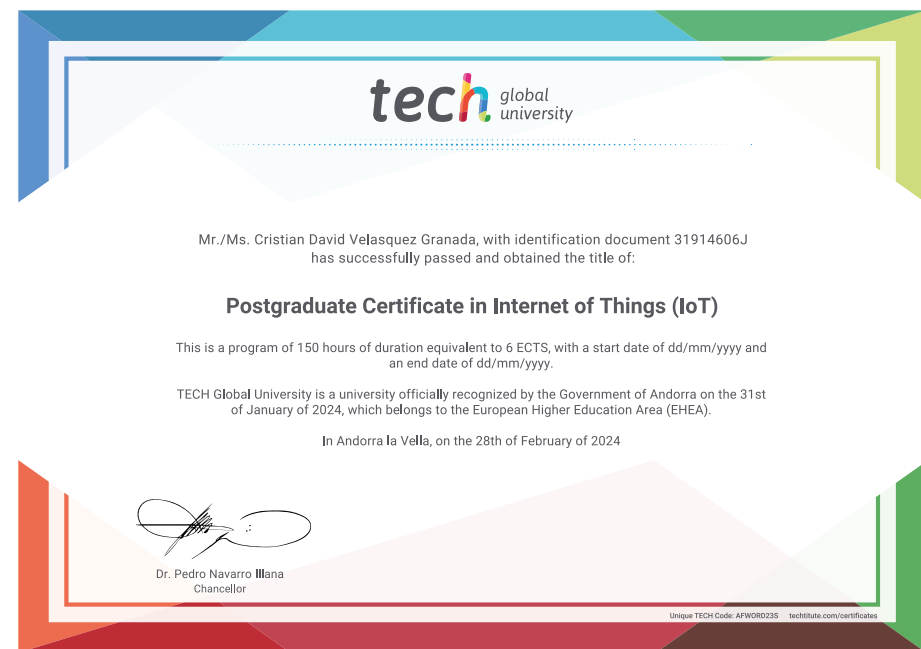 tech global university
Mr./Ms. Cristian David Velasquez Granada, with identification document 31914606J
has successfully passed and obtained the title of:
Postgraduate Certificate in Internet of Things (IoT)
This is a program of 150 hours of duration equivalent to 6 ECTS, with a start date of dd/mm/yyyy and
an end date of dd/mm/yyyy.
TECH Global University is a university officially recognized by the Government of Andorra on the 31st
of January of 2024, which belongs to the European Higher Education Area (EHEA).
In Andorra la Vella, on the 28th of February of 2024
Dr. Pedro Navarro Illana
Chancellor
Unique TECH Code: AFWORD23S techtitute.com/certificates